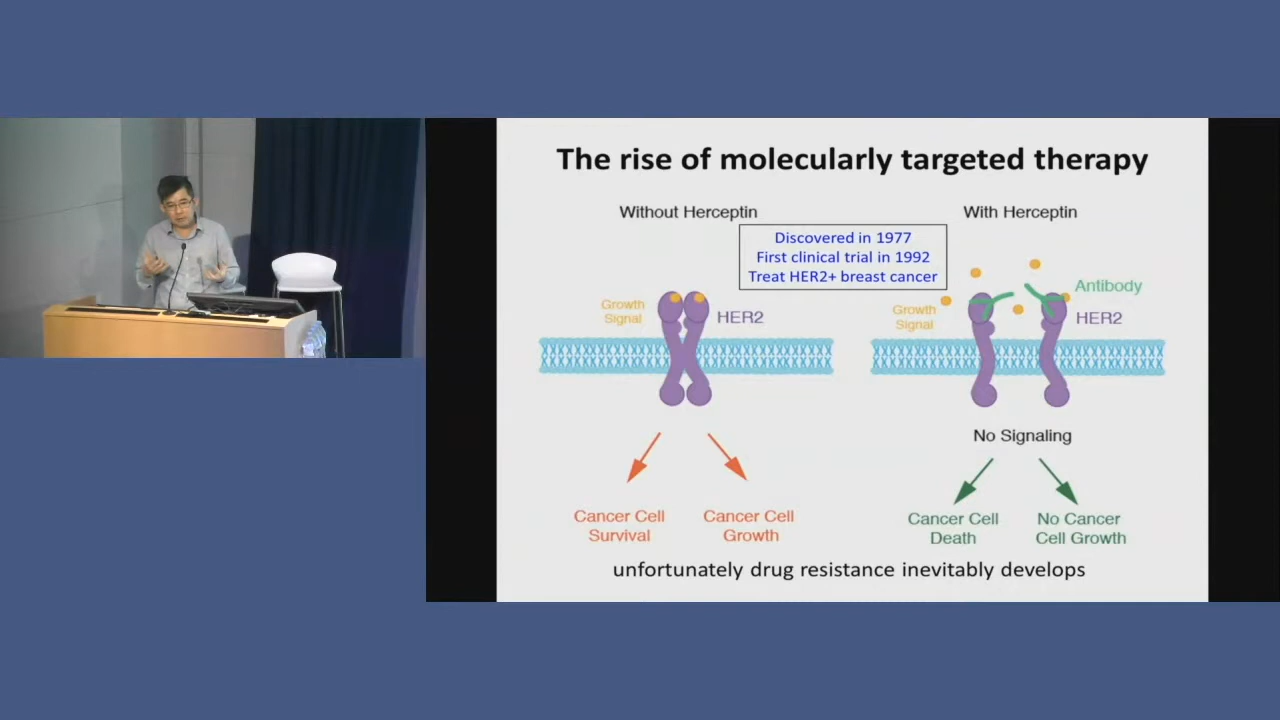 The rise of molecularly targeted therapy
Without Herceptin
With Herceptin
Discovered in 1977
First clinical trial in 1992
Treat HER2+ breast cancer
Growth
Signal
HER2
Growth
Signal
Antibody
HER2
No Signaling
Cancer Cell
Survival
Cancer Cell
Growth
Cancer Cell
Death
No Cancer
Cell Growth
unfortunately drug resistance inevitably develops